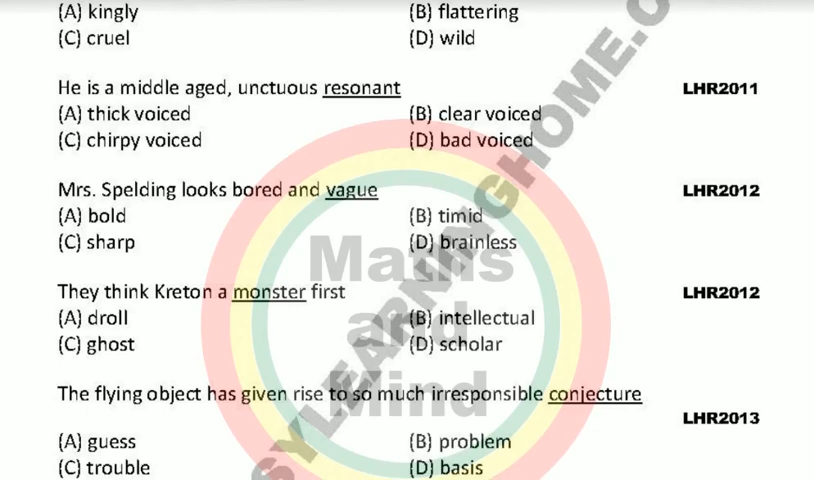 (A) kingly (B) flattering
(C) cruel (D) wild
He is a middle aged, unctuous resonant LHR2011
(A) thick voiced (B) clear voiced
(C) chirpy voiced (D) bad voiced
Mrs. Spelding looks bored and vague LHR2012
(A) bold (B) timid
(C) sharp (D) brainless
They think Kreton a monster first LHR2012
(A) droll (B) intellectual
(C) ghost (D) scholar
The flying object has given rise to so much irresponsible conjecture
LHR2013
(A) guess (B) problem
(C) trouble (D) basis
Maths
and
Mind
SYLEARNINGHOME.C